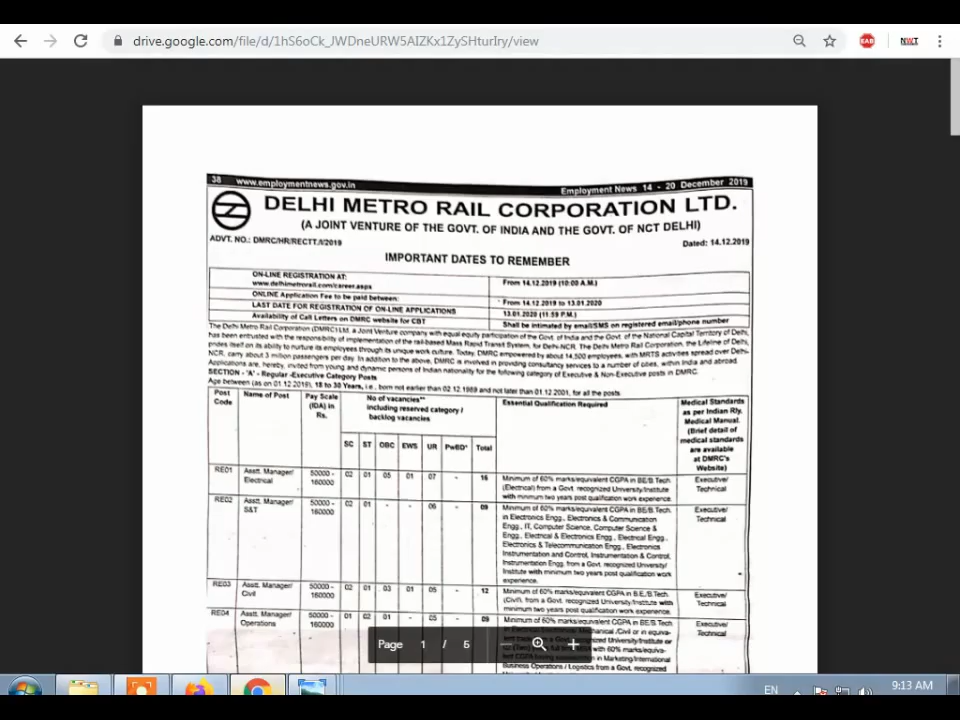 drive.google.com/file/d/1hS6oCk_JWDneURW5AIZKx1ZySHturIry/view
EAB
NWT
38 www.employmentnews.gov.in
Employment News 14 - 20 December 2019
DELHI METRO RAIL CORPORATION LTD.
(A JOINT VENTURE OF THE GOVT. OF INDIA AND THE GOVT. OF NCT DELHI)
ADVT. NO.: DMRC/HR/RECTT./I/2019
Dated: 14.12.2019
IMPORTANT DATES TO REMEMBER
ON-LINE REGISTRATION AT:
www.delhimetrorail.com/career.aspx
From 14.12.2019 (10:00 A.M.)
ONLINE Application Fee to be paid between:
From 14.12.2019 to 13.01.2020
LAST DATE FOR REGISTRATION OF ON-LINE APPLICATIONS
13.01.2020 (11:59 P.M.)
Availability of Call Letters on DMRC website for CBT
Shall be intimated by email/SMS on registered email/phone number
The Delhi Metro Rail Corporation (DMRC) Ltd., a Joint Venture company with equal equity participation of the Govt. of India and the Govt. of the National Capital Territory of Delhi,
has been entrusted with the responsibility of implementation of the rail-based Mass Rapid Transit System, for Delhi-NCR. The Delhi Metro Rail Corporation, the Lifeline of Delhi,
prides itself on its ability to nurture its employees through its unique work culture. Today, DMRC empowered by about 14,500 employees, with MRTS activities spread over Delhi-
NCR, carry about 3 million passengers per day. In addition to the above, DMRC is involved in providing consultancy services to a number of cities, within India and abroad.
Applications are, hereby, invited from young and dynamic persons of Indian nationality for the following category of Executive & Non-Executive posts in DMRC.
SECTION - "A" - Regular -Executive Category Posts
Age between (as on 01.12.2019), 18 to 30 Years, i.e., born not earlier than 02.12.1989 and not later than 01.12.2001, for all the posts.
Post Code
Name of Post
Pay Scale (IDA) in Rs.
No of vacancies** including reserved category / backlog vacancies
Essential Qualification Required
Medical Standards as per Indian Rly. Medical Manual. (Brief detail of medical standards are available at DMRC's Website)
SC ST OBC EWS UR PwBD* Total
RE01 Asstt. Manager/ Electrical 50000 - 160000 02 01 05 01 07 - 16
Minimum of 60% marks/equivalent CGPA in BE/B.Tech
(Electrical) from a Govt. recognized University/Institute
with minimum two years post qualification work experience.
Executive/ Technical
RE02 Asstt. Manager/ S&T 50000 - 160000 02 01 - - 06 - 09
Minimum of 60% marks/equivalent CGPA in BE/B.Tech.
in Electronics Engg., Electronics & Communication
Engg., IT, Computer Science, Computer Science &
Engg., Electrical & Electronics Engg., Electrical Engg.,
Electronics & Telecommunication Engg., Electronics
Instrumentation and Control, Instrumentation & Control,
Instrumentation Engg. from a Govt. recognized University/
Institute with minimum two years post qualification work
experience.
Executive/ Technical
RE03 Asstt. Manager/ Civil 50000 - 160000 02 01 03 01 05 - 12
Minimum of 60% marks/equivalent CGPA in B.E./B.Tech
(Civil), from a Govt. recognized University/Institute with
minimum two years post qualification work experience.
Executive/ Technical
RE04 Asstt. Manager/ Operations 50000 - 160000 01 02 01 - 05 - 09
Minimum of 60% marks/equivalent CGPA in BE/B.Tech
Mechanical /Civil or in equiva-
with 60% marks/equiva-
in Marketing/International
Business Operations / Logistics from a Govt. recognized
Executive/ Technical
Page 1 / 5
EN
9:13 AM